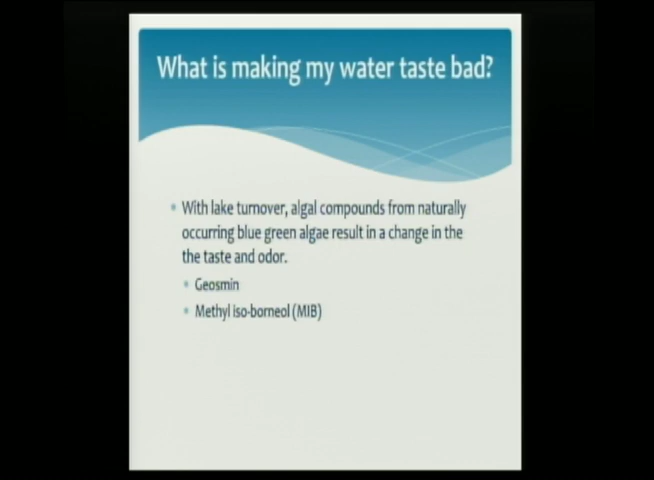 What is making my water taste bad?
With lake turnover, algal compounds from naturally
occurring blue green algae result in a change in the
the taste and odor.
Geosmin
Methyl iso-borneol (MIB)